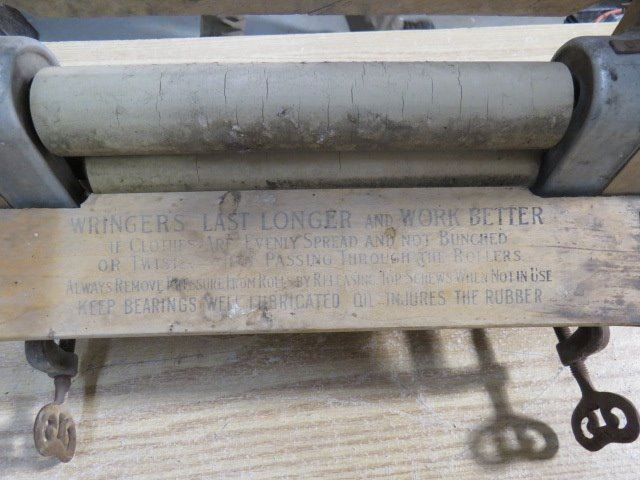 WRINGERS LAST LONGER AND WORK BETTER
IF CLOTHES ARE EVENLY SPREAD AND NOT BUNCHED
OR TWISTED PASSING THROUGH THE ROLLERS
ALWAYS REMOVE PRESSURE FROM ROLLS BY RELEASING TOP SCREWS WHEN NOT IN USE
KEEP BEARINGS WELL LUBRICATED OIL INJURES THE RUBBER